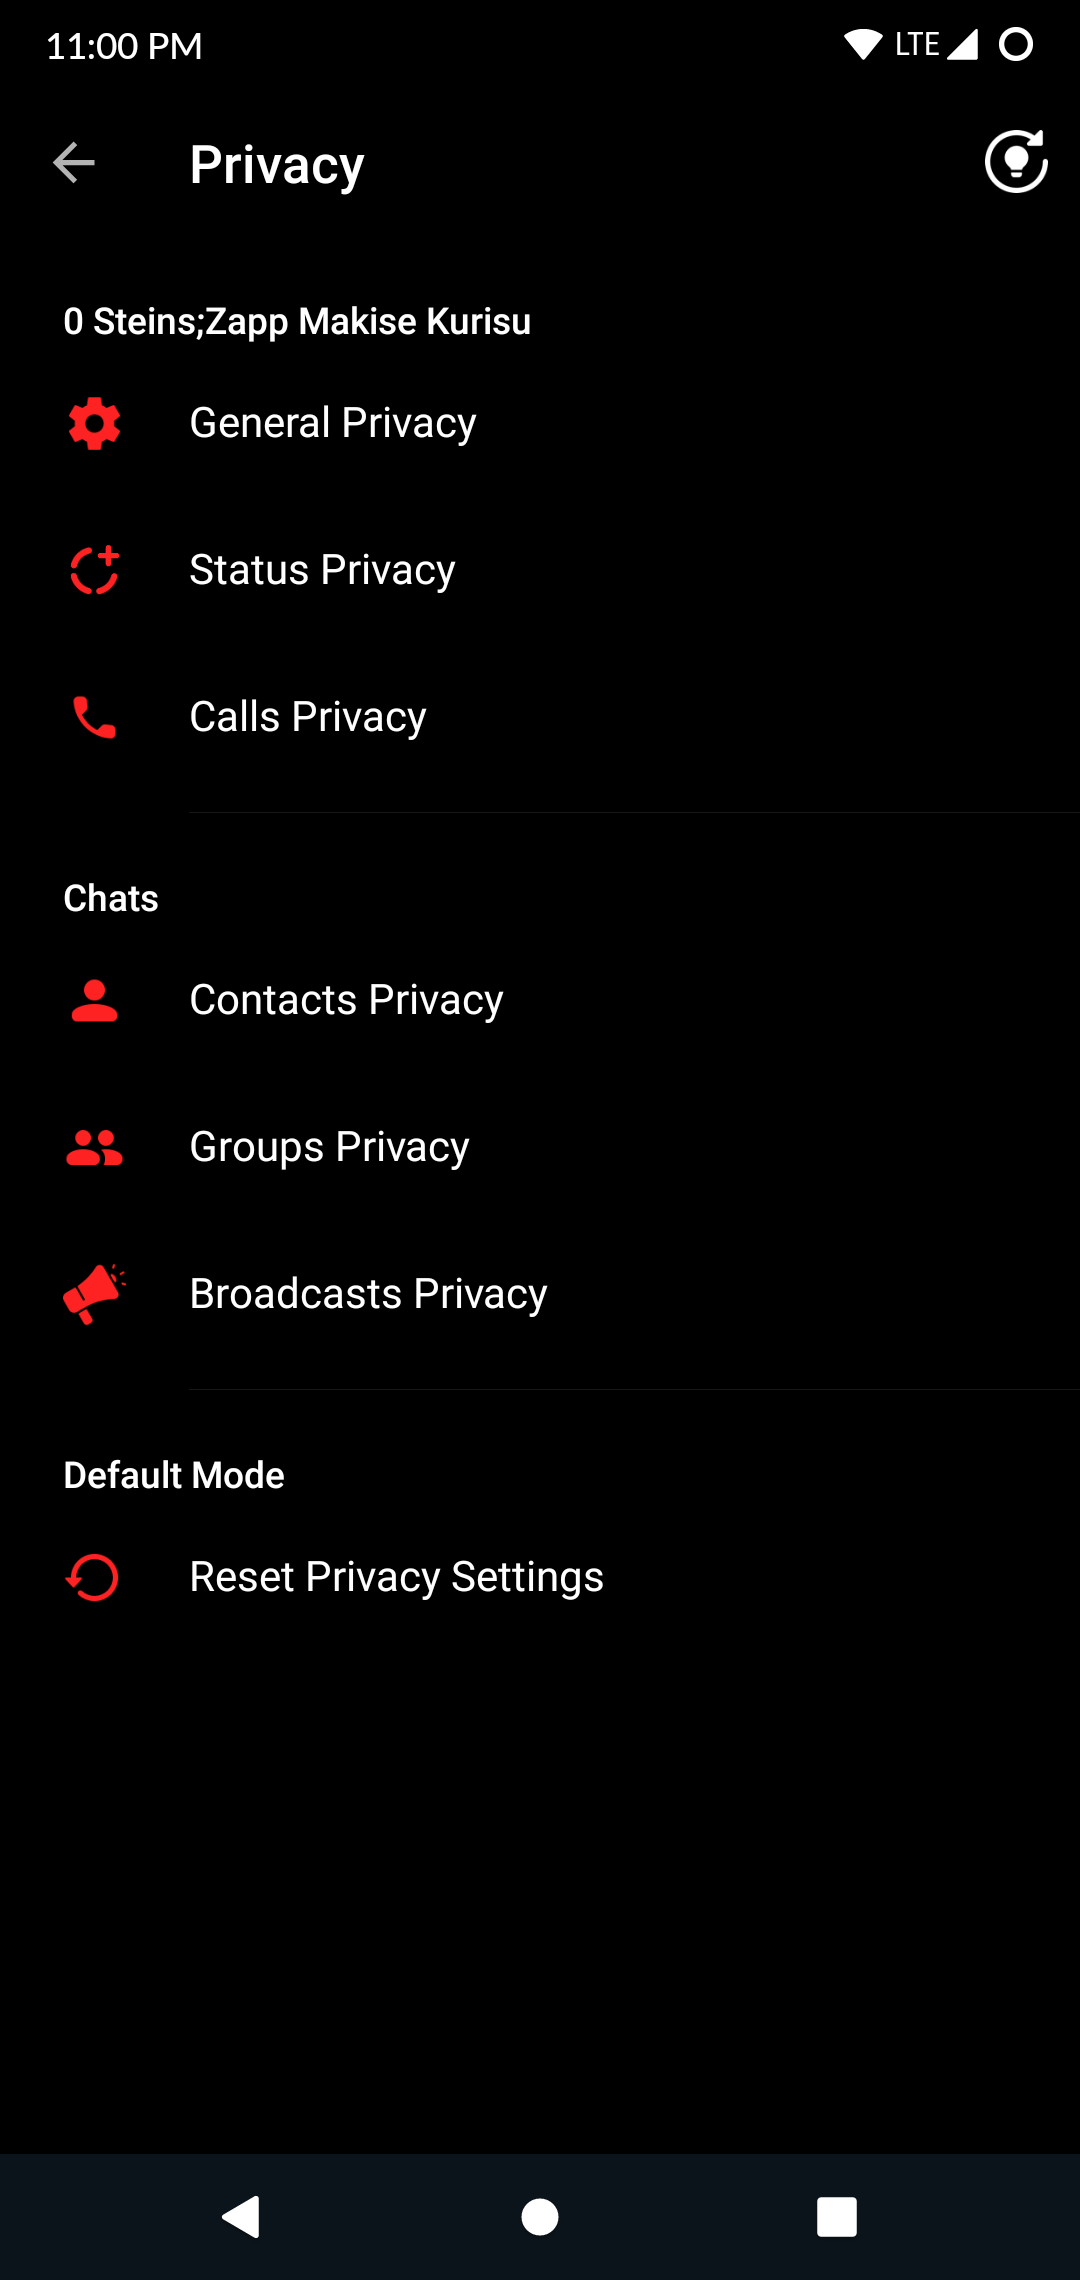 11:00 PM LTE
Privacy
0 Steins;Zapp Makise Kurisu
General Privacy
Status Privacy
Calls Privacy
Chats
Contacts Privacy
Groups Privacy
Broadcasts Privacy
Default Mode
Reset Privacy Settings